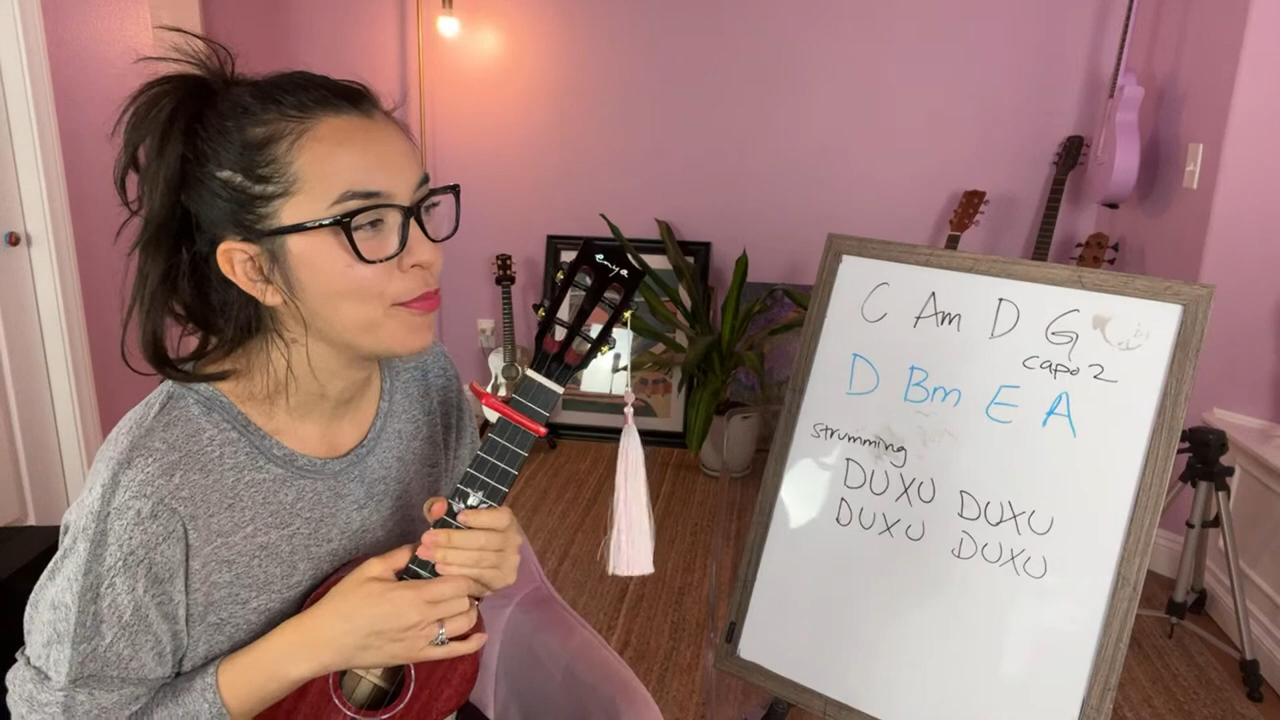 enya
C Am D G
capo 2
D Bm E A
strumming
DUXU DUXU
DUXU DUXU